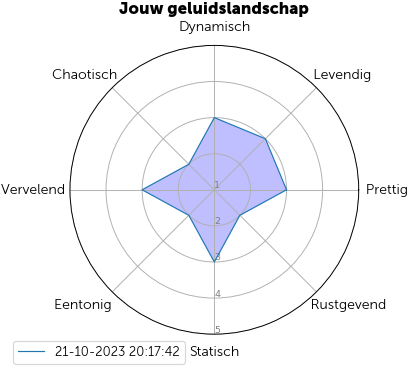 Jouw geluidslandschap
Dynamisch
Chaotisch
Levendig
Vervelend
1
Prettig
2
3
4
Eentonig
Rustgevend
5
21-10-2023 20:17:42
Statisch